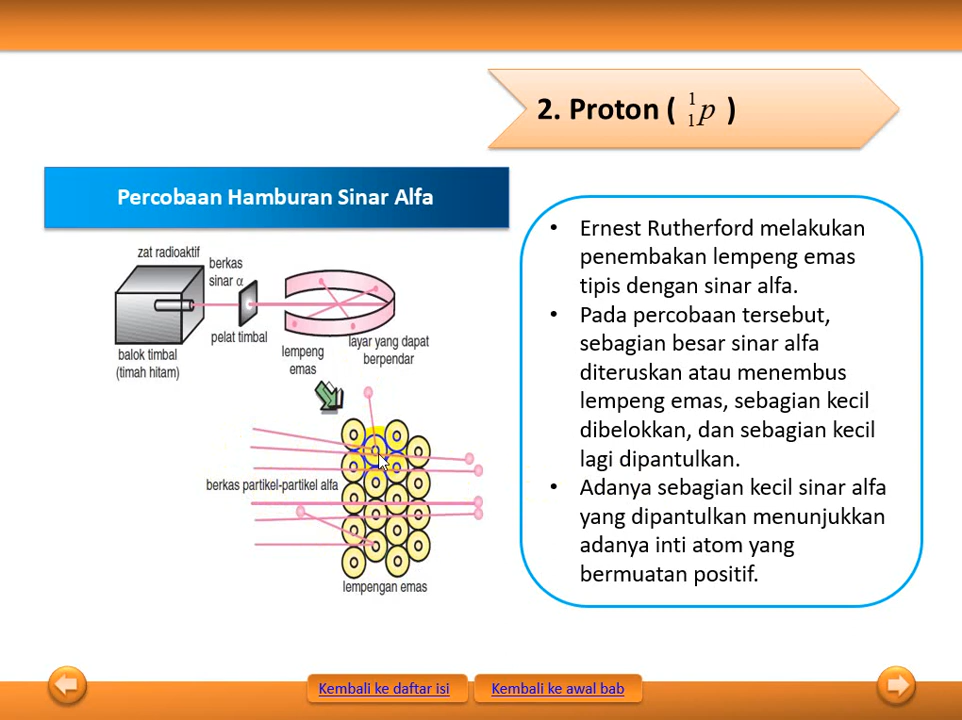 2. Proton ( ¹₁p )
Percobaan Hamburan Sinar Alfa
zat radioaktif
berkas
sinar α
pelat timbal
balok timbal
(timah hitam)
lempeng
emas
layar yang dapat
berpendar
berkas partikel-partikel alfa
lempengan emas
• Ernest Rutherford melakukan
penembakan lempeng emas
tipis dengan sinar alfa.
• Pada percobaan tersebut,
sebagian besar sinar alfa
diteruskan atau menembus
lempeng emas, sebagian kecil
dibelokkan, dan sebagian kecil
lagi dipantulkan.
• Adanya sebagian kecil sinar alfa
yang dipantulkan menunjukkan
adanya inti atom yang
bermuatan positif.
Kembali ke daftar isi
Kembali ke awal bab